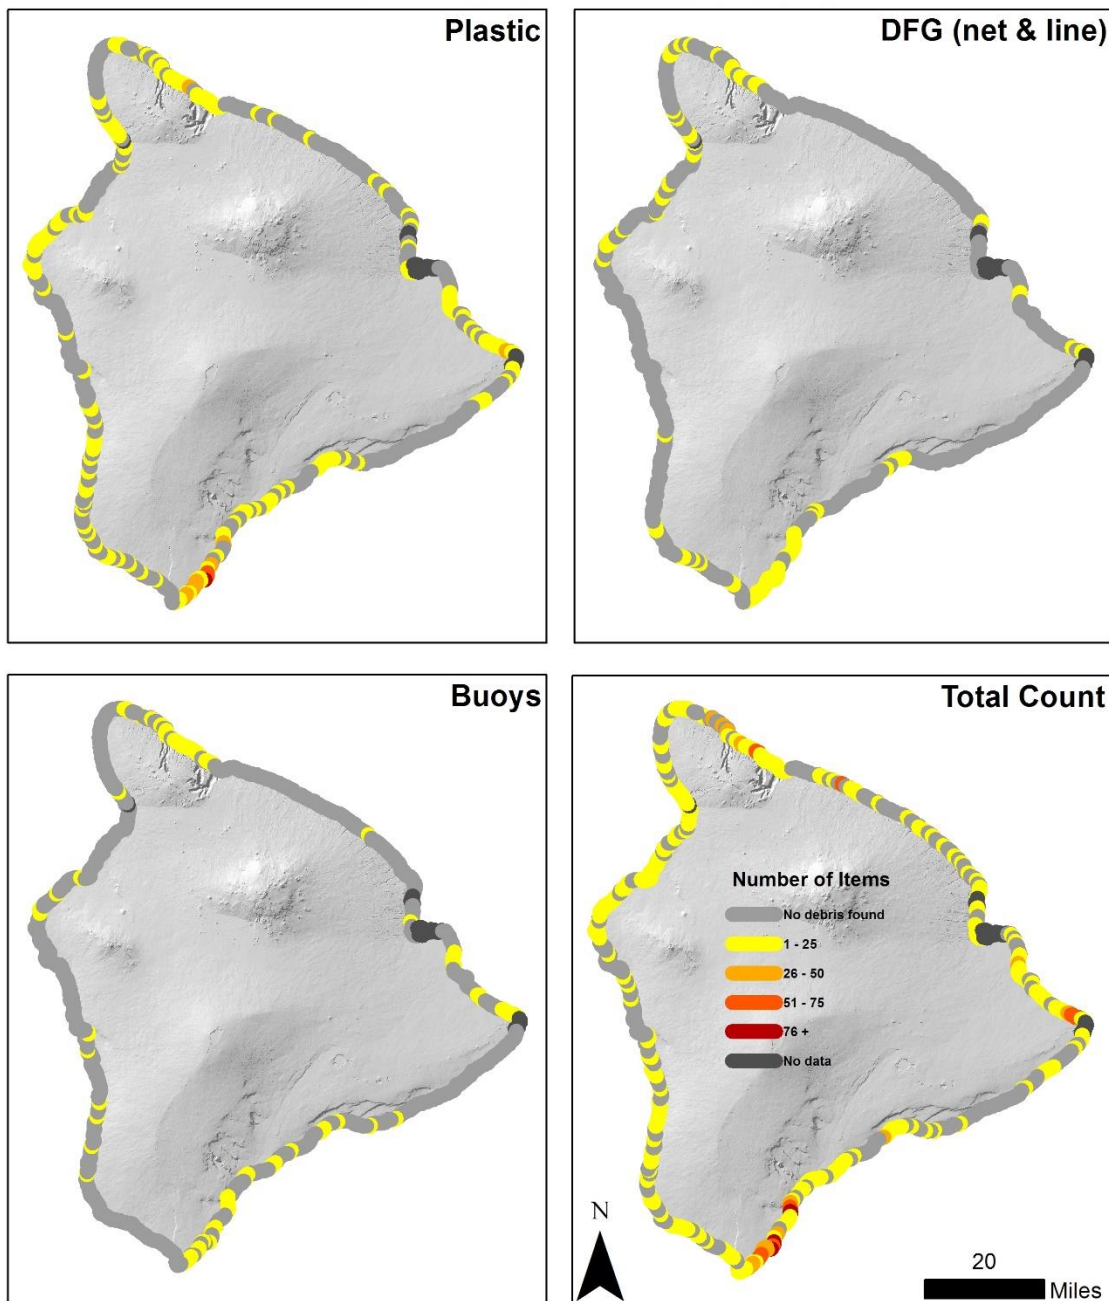 Plastic
DFG (net & line)
Buoys
Total Count
Number of Items
No debris found
1 - 25
26 - 50
51 - 75
76 +
No data
N
20
Miles